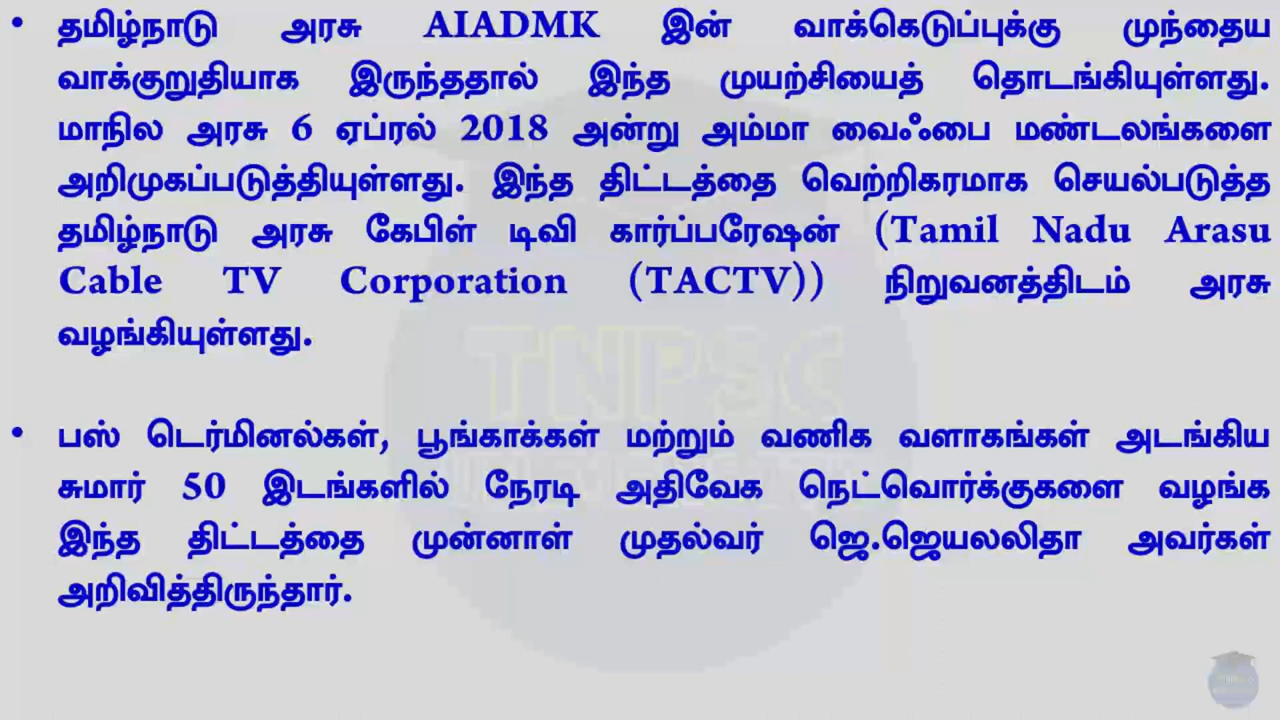 • தமிழ்நாடு அரசு AIADMK இன் வாக்கெடுப்புக்கு முந்தைய
வாக்குறுதியாக இருந்ததால் இந்த முயற்சியைத் தொடங்கியுள்ளது.
மாநில அரசு 6 ஏப்ரல் 2018 அன்று அம்மா வைஃபை மண்டலங்களை
அறிமுகப்படுத்தியுள்ளது. இந்த திட்டத்தை வெற்றிகரமாக செயல்படுத்த
தமிழ்நாடு அரசு கேபிள் டிவி கார்ப்பரேஷன் (Tamil Nadu Arasu
Cable TV Corporation (TACTV)) நிறுவனத்திடம் அரசு
வழங்கியுள்ளது.
• பஸ் டெர்மினல்கள், பூங்காக்கள் மற்றும் வணிக வளாகங்கள் அடங்கிய
சுமார் 50 இடங்களில் நேரடி அதிவேக நெட்வொர்க்குகளை வழங்க
இந்த திட்டத்தை முன்னாள் முதல்வர் ஜெ.ஜெயலலிதா அவர்கள்
அறிவித்திருந்தார்.
TNPSC